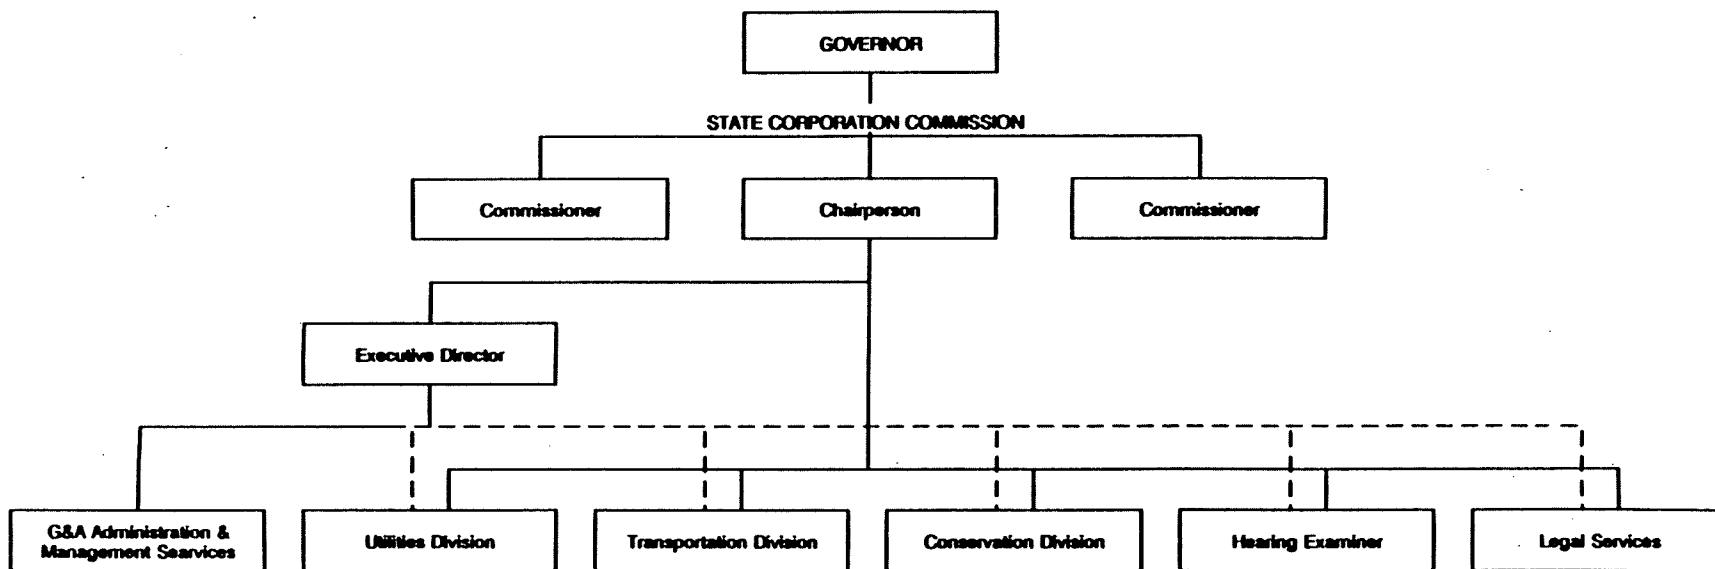 GOVERNOR
STATE CORPORATION COMMISSION
Commissioner
Chairperson
Commissioner
Executive Director
G&A Administration &
Management Searvices
Utilities Division
Transportation Division
Conservation Division
Hearing Examiner
Legal Services